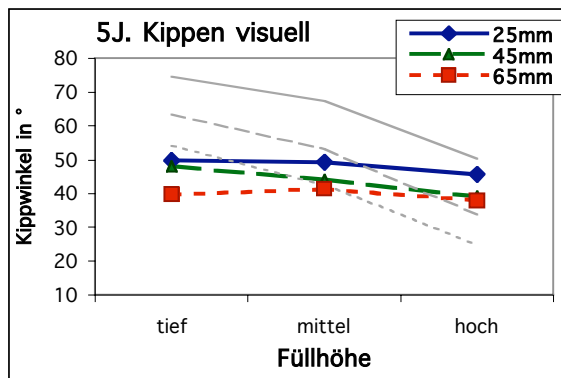 5J. Kippen visuell
25mm
45mm
65mm
Kippwinkel in °
80
70
60
50
40
30
20
10
tief mittel hoch
Füllhöhe